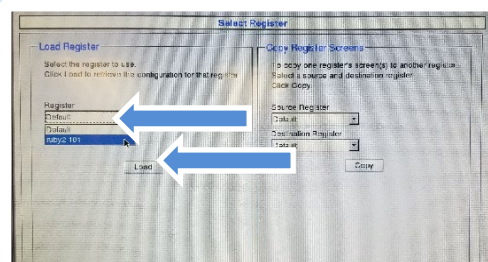 Select Register
Load Register
Select the register to use.
Click Load to retrieve the configuration for that register
Register
Default
Default
ruby2 101
Load
Copy Register Screens
To copy one register's screen(s) to another register
Select a source and destination register
Click Copy
Source Register
Default
Destination Register
Default
Copy